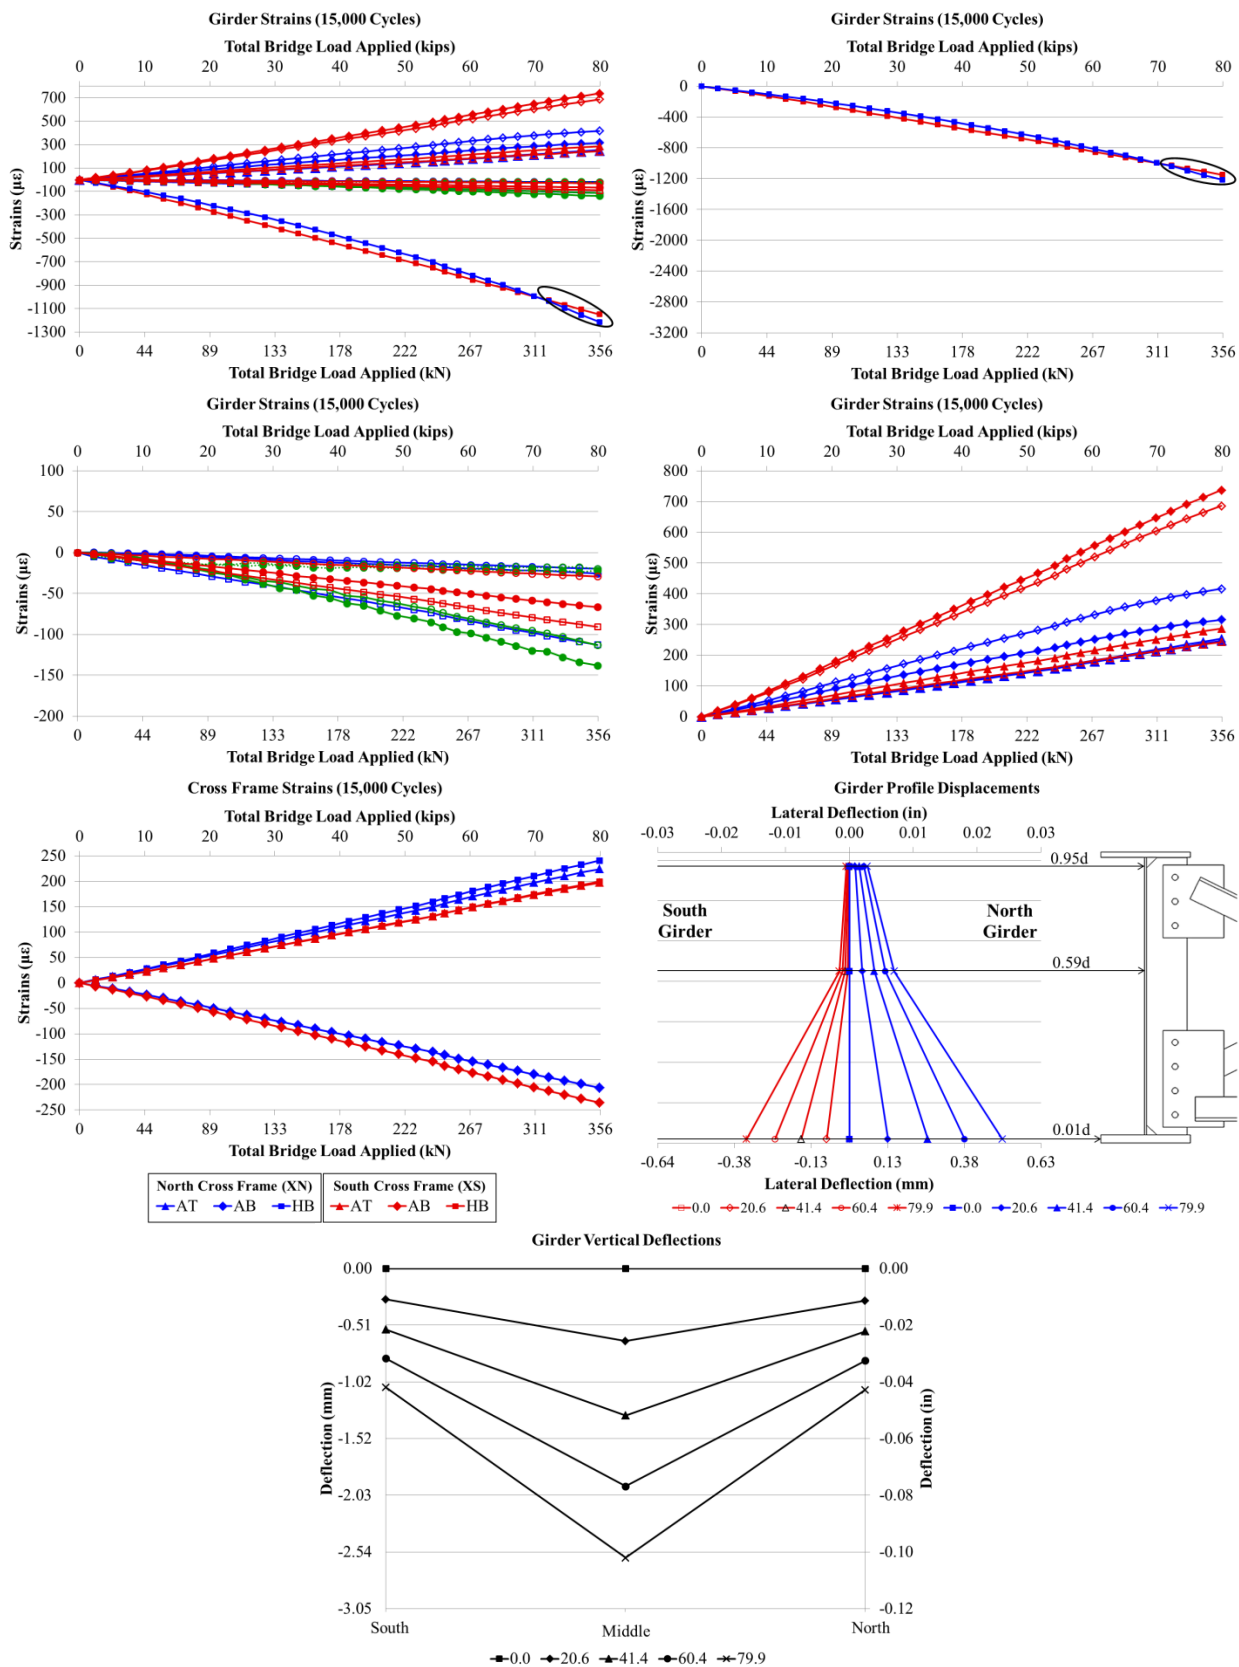 Girder Strains (15,000 Cycles)
Total Bridge Load Applied (kips)
0 10 20 30 40 50 60 70 80
700
500
300
100
-100
-300
-500
-700
-900
-1100
-1300
Strains (με)
0 44 89 133 178 222 267 311 356
Total Bridge Load Applied (kN)
Girder Strains (15,000 Cycles)
Total Bridge Load Applied (kips)
0 10 20 30 40 50 60 70 80
0
-400
-800
-1200
-1600
-2000
-2400
-2800
-3200
Strains (με)
0 44 89 133 178 222 267 311 356
Total Bridge Load Applied (kN)
Girder Strains (15,000 Cycles)
Total Bridge Load Applied (kips)
0 10 20 30 40 50 60 70 80
100
50
0
-50
-100
-150
-200
Strains (με)
0 44 89 133 178 222 267 311 356
Total Bridge Load Applied (kN)
Girder Strains (15,000 Cycles)
Total Bridge Load Applied (kips)
0 10 20 30 40 50 60 70 80
800
700
600
500
400
300
200
100
0
Strains (με)
0 44 89 133 178 222 267 311 356
Total Bridge Load Applied (kN)
Cross Frame Strains (15,000 Cycles)
Total Bridge Load Applied (kips)
0 10 20 30 40 50 60 70 80
250
200
150
100
50
0
-50
-100
-150
-200
-250
Strains (με)
0 44 89 133 178 222 267 311 356
Total Bridge Load Applied (kN)
North Cross Frame (XN) South Cross Frame (XS)
AT AB HB AT AB HB
Girder Profile Displacements
Lateral Deflection (in)
-0.03 -0.02 -0.01 0.00 0.01 0.02 0.03
0.95d
South Girder
North Girder
0.59d
0.01d
-0.64 -0.38 -0.13 0.13 0.38 0.63
Lateral Deflection (mm)
0.0 20.6 41.4 60.4 79.9 0.0 20.6 41.4 60.4 79.9
Girder Vertical Deflections
0.00
-0.51
-1.02
-1.52
-2.03
-2.54
-3.05
Deflection (mm)
0.00
-0.02
-0.04
-0.06
-0.08
-0.10
-0.12
Deflection (in)
South Middle North
0.0 20.6 41.4 60.4 79.9